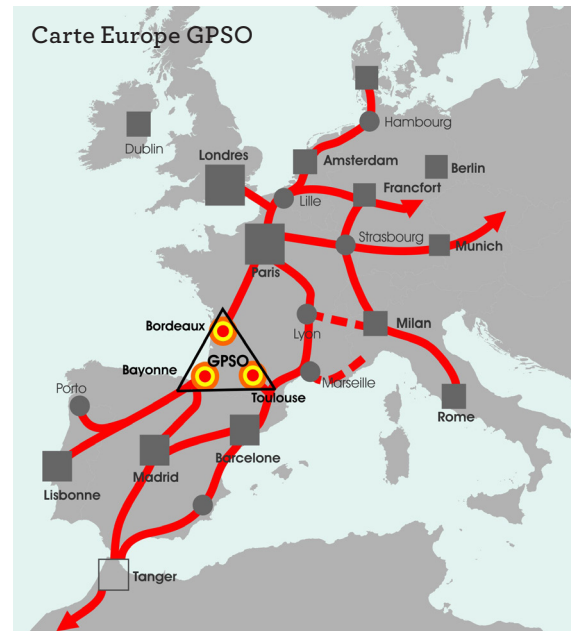 Carte Europe GPSO
Hambourg
Dublin
Londres
Amsterdam
Berlin
Francfort
Lille
Strasbourg
Munich
Paris
Bordeaux
Lyon
Milan
GPSO
Bayonne
Marseille
Porto
Toulouse
Rome
Barcelone
Madrid
Lisbonne
Tanger